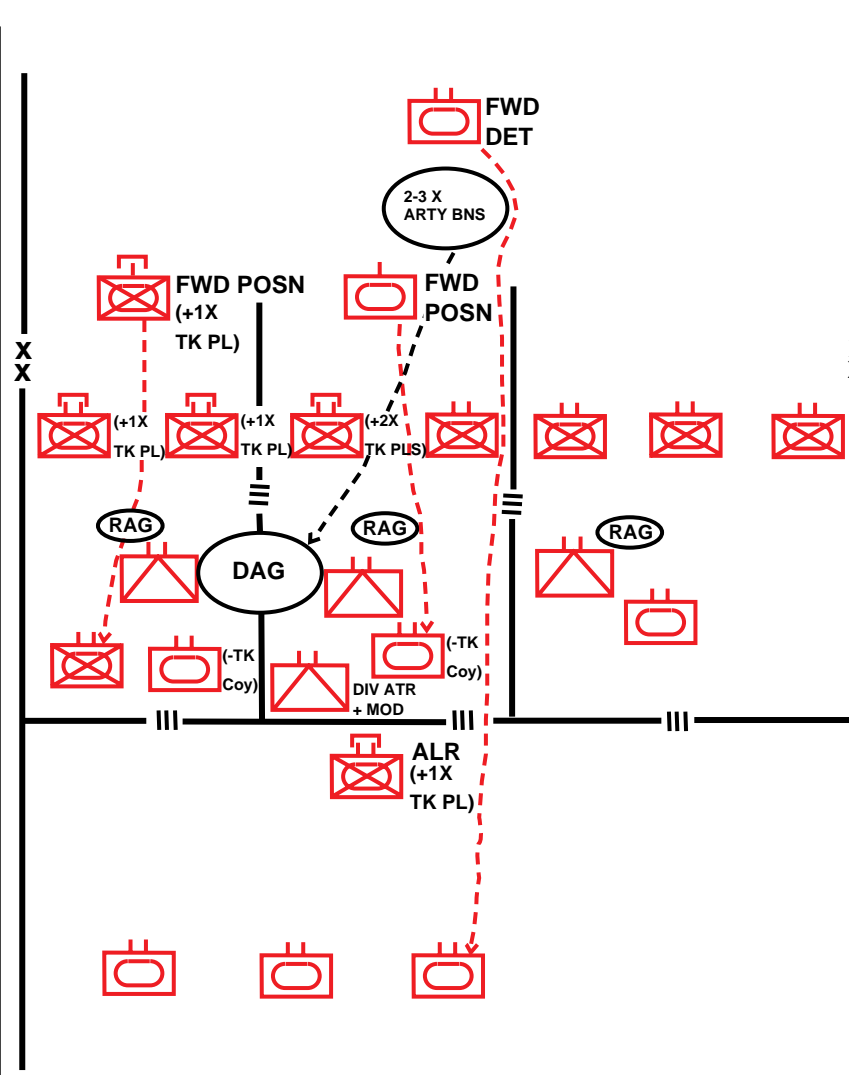 FWD
DET
2-3 X
ARTY BNS
FWD POSN
(+1X
TK PL)
FWD
POSN
X
X
(+1X
TK PL)
(+1X
TK PL)
(+2X
TK PLS)
RAG
RAG
RAG
DAG
(-TK
Coy)
(-TK
Coy)
DIV ATR
+ MOD
ALR
(+1X
TK PL)